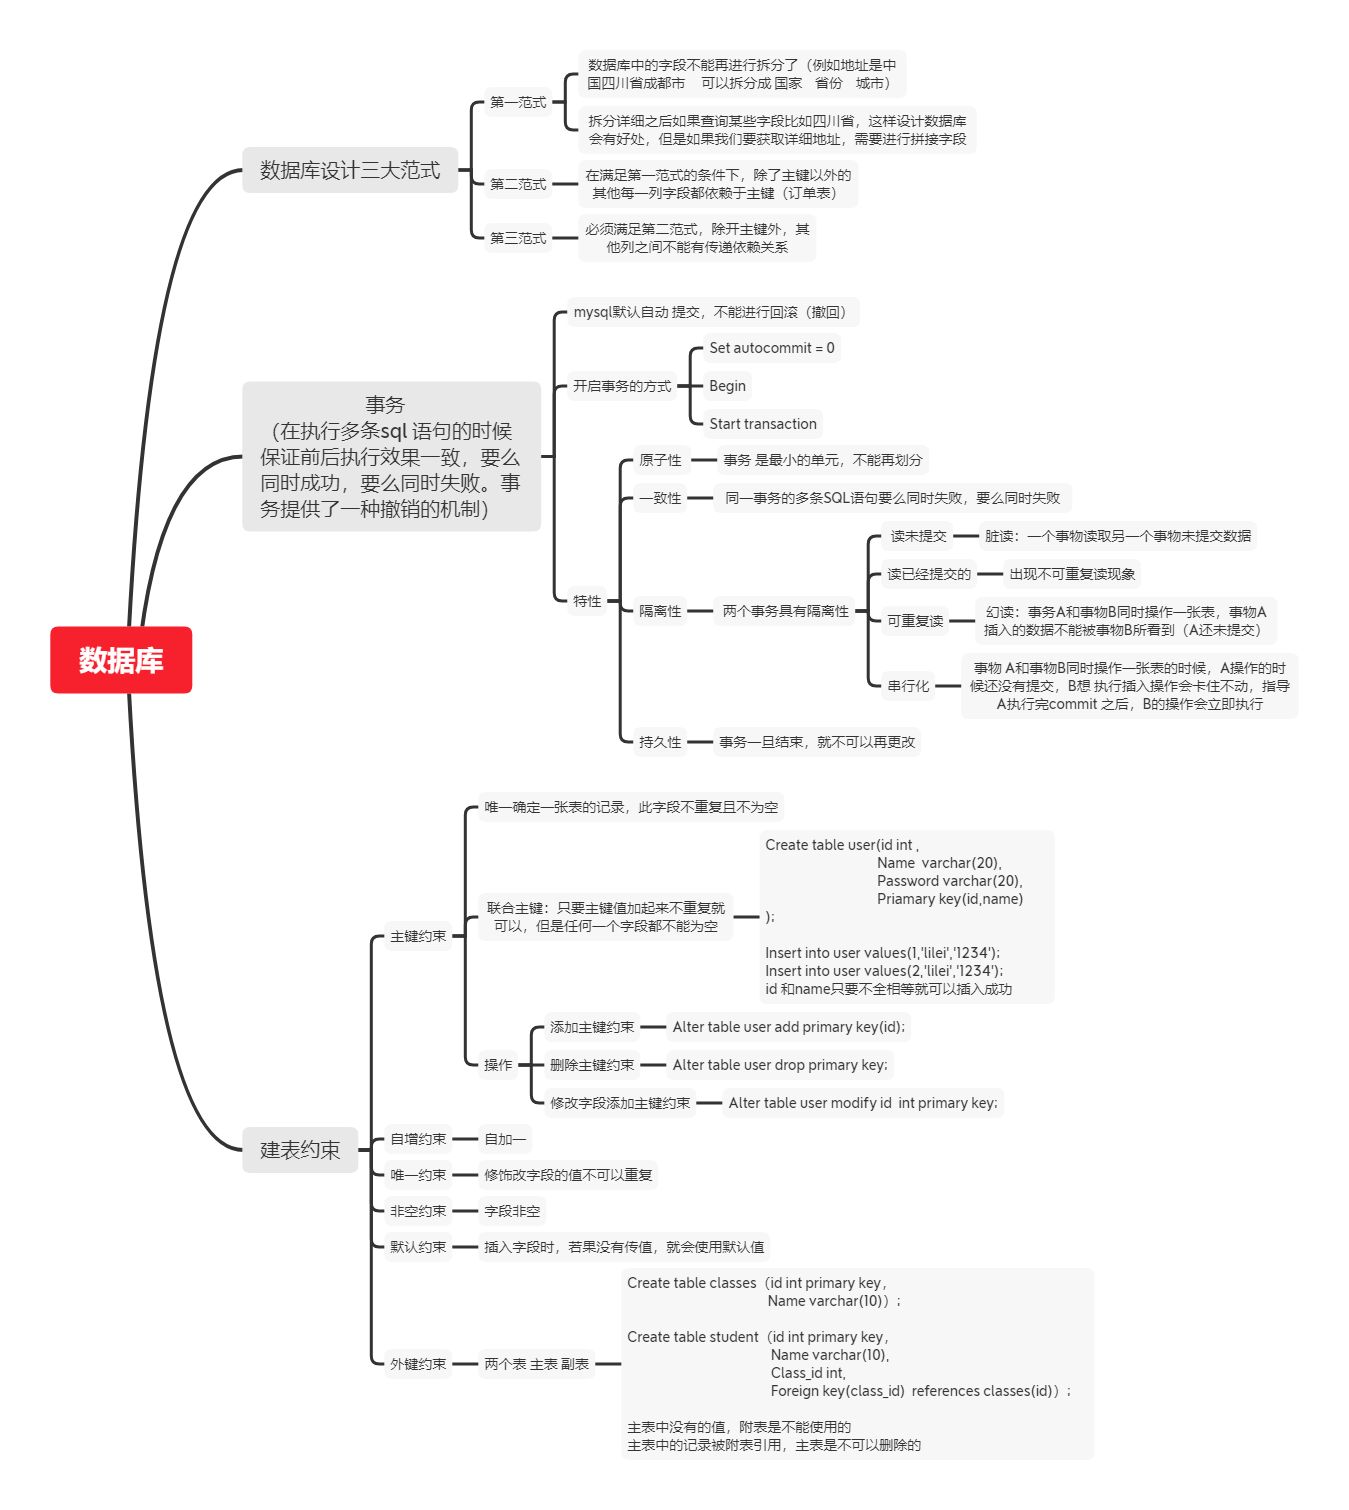 数据库
数据库设计三大范式
第一范式
数据库中的字段不能再进行拆分了（例如地址是中
国四川省成都市 可以拆分成 国家 省份 城市）
拆分详细之后如果查询某些字段比如四川省，这样设计数据库
会有好处，但是如果我们要获取详细地址，需要进行拼接字段
第二范式
在满足第一范式的条件下，除了主键以外的
其他每一列字段都依赖于主键（订单表）
第三范式
必须满足第二范式，除开主键外，其
他列之间不能有传递依赖关系
事务
（在执行多条sql 语句的时候
保证前后执行效果一致，要么
同时成功，要么同时失败。事
务提供了一种撤销的机制）
mysql默认自动 提交，不能进行回滚（撤回）
开启事务的方式
Set autocommit = 0
Begin
Start transaction
特性
原子性
事务 是最小的单元，不能再划分
一致性
同一事务的多条SQL语句要么同时失败，要么同时失败
隔离性
两个事务具有隔离性
读未提交
脏读：一个事物读取另一个事物未提交数据
读已经提交的
出现不可重复读现象
可重复读
幻读：事务A和事物B同时操作一张表，事物A
插入的数据不能被事物B所看到（A还未提交）
串行化
事物 A和事物B同时操作一张表的时候，A操作的时
候还没有提交，B想 执行插入操作会卡住不动，指导
A执行完commit 之后，B的操作会立即执行
持久性
事务一旦结束，就不可以再更改
建表约束
主键约束
唯一确定一张表的记录，此字段不重复且不为空
联合主键：只要主键值加起来不重复就
可以，但是任何一个字段都不能为空
Create table user(id int ,
Name varchar(20),
Password varchar(20),
Priamary key(id,name)
);
Insert into user values(1,'lilei','1234');
Insert into user values(2,'lilei','1234');
id 和name只要不全相等就可以插入成功
操作
添加主键约束
Alter table user add primary key(id);
删除主键约束
Alter table user drop primary key;
修改字段添加主键约束
Alter table user modify id int primary key;
自增约束
自加一
唯一约束
修饰改字段的值不可以重复
非空约束
字段非空
默认约束
插入字段时，若果没有传值，就会使用默认值
外键约束
两个表 主表 副表
Create table classes（id int primary key，
Name varchar(10)）;
Create table student（id int primary key，
Name varchar(10),
Class_id int,
Foreign key(class_id) references classes(id)）;
主表中没有的值，附表是不能使用的
主表中的记录被附表引用，主表是不可以删除的